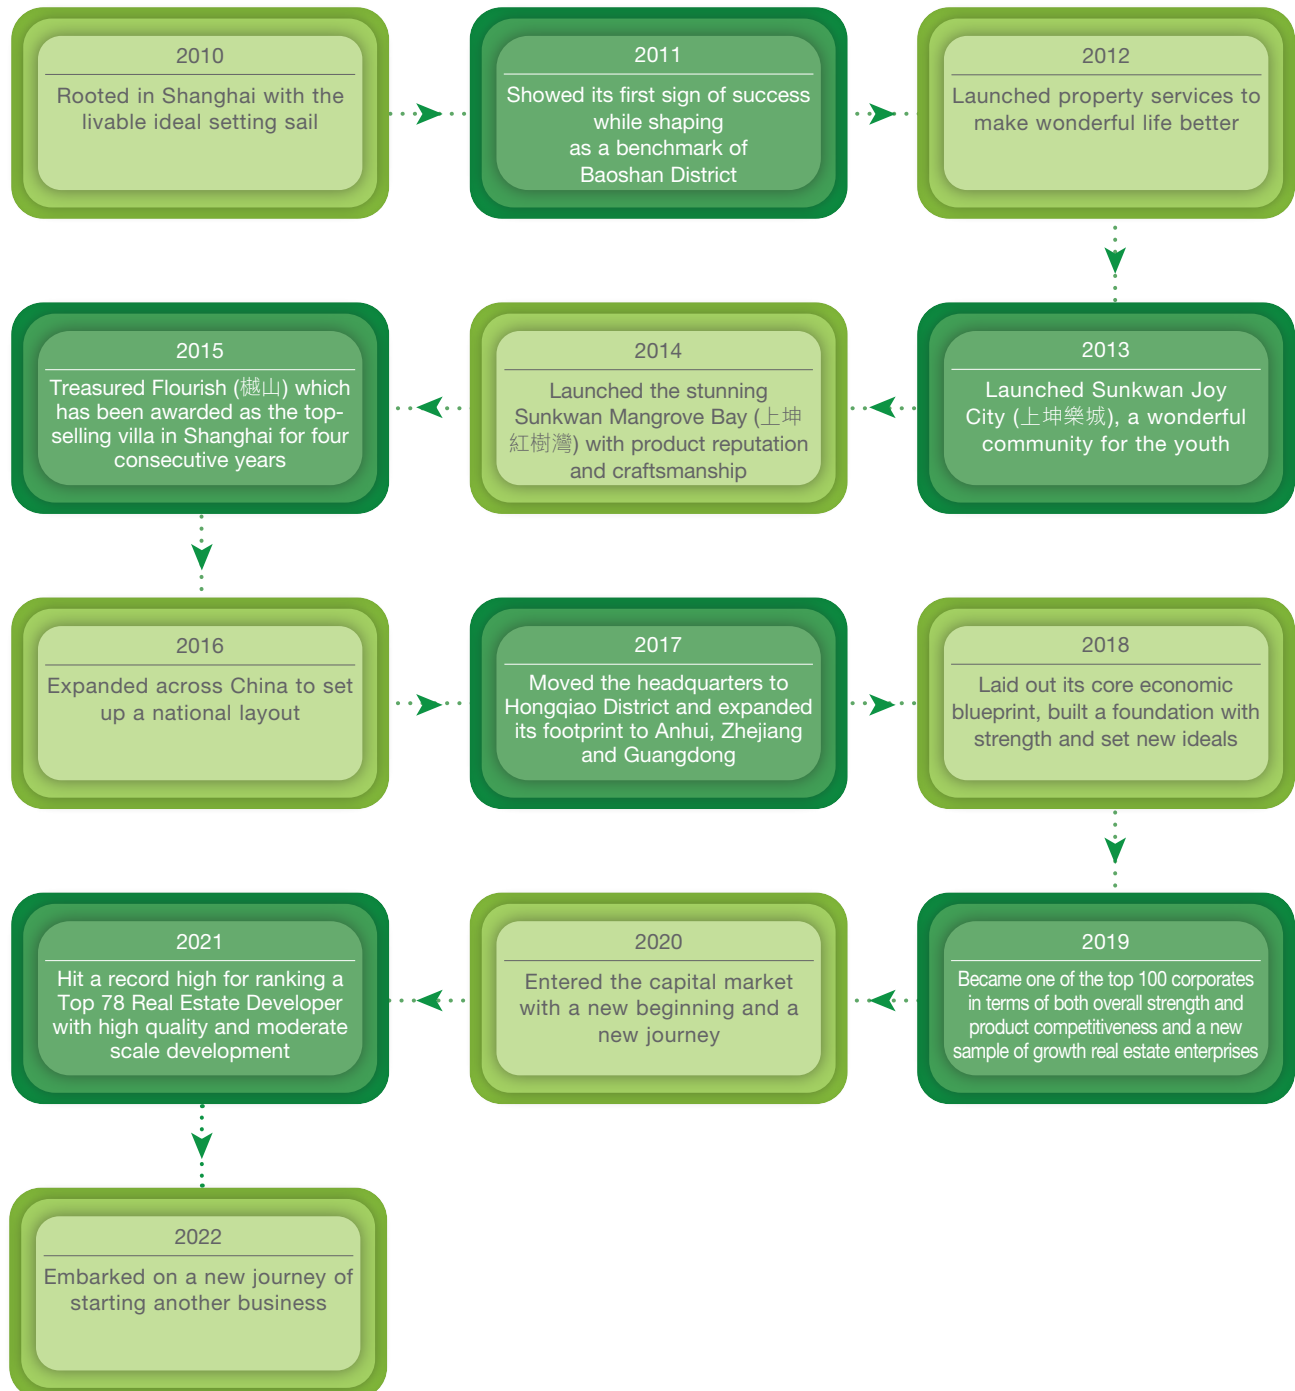 2010
Rooted in Shanghai with the
livable ideal setting sail
2011
Showed its first sign of success
while shaping
as a benchmark of
Baoshan District
2012
Launched property services to
make wonderful life better
2013
Launched Sunkwan Joy
City (上坤樂城), a wonderful
community for the youth
2014
Launched the stunning
Sunkwan Mangrove Bay (上坤
紅樹灣) with product reputation
and craftsmanship
2015
Treasured Flourish (樾山) which
has been awarded as the top-
selling villa in Shanghai for four
consecutive years
2016
Expanded across China to set
up a national layout
2017
Moved the headquarters to
Hongqiao District and expanded
its footprint to Anhui, Zhejiang
and Guangdong
2018
Laid out its core economic
blueprint, built a foundation with
strength and set new ideals
2019
Became one of the top 100 corporates
in terms of both overall strength and
product competitiveness and a new
sample of growth real estate enterprises
2020
Entered the capital market
with a new beginning and a
new journey
2021
Hit a record high for ranking a
Top 78 Real Estate Developer
with high quality and moderate
scale development
2022
Embarked on a new journey of
starting another business